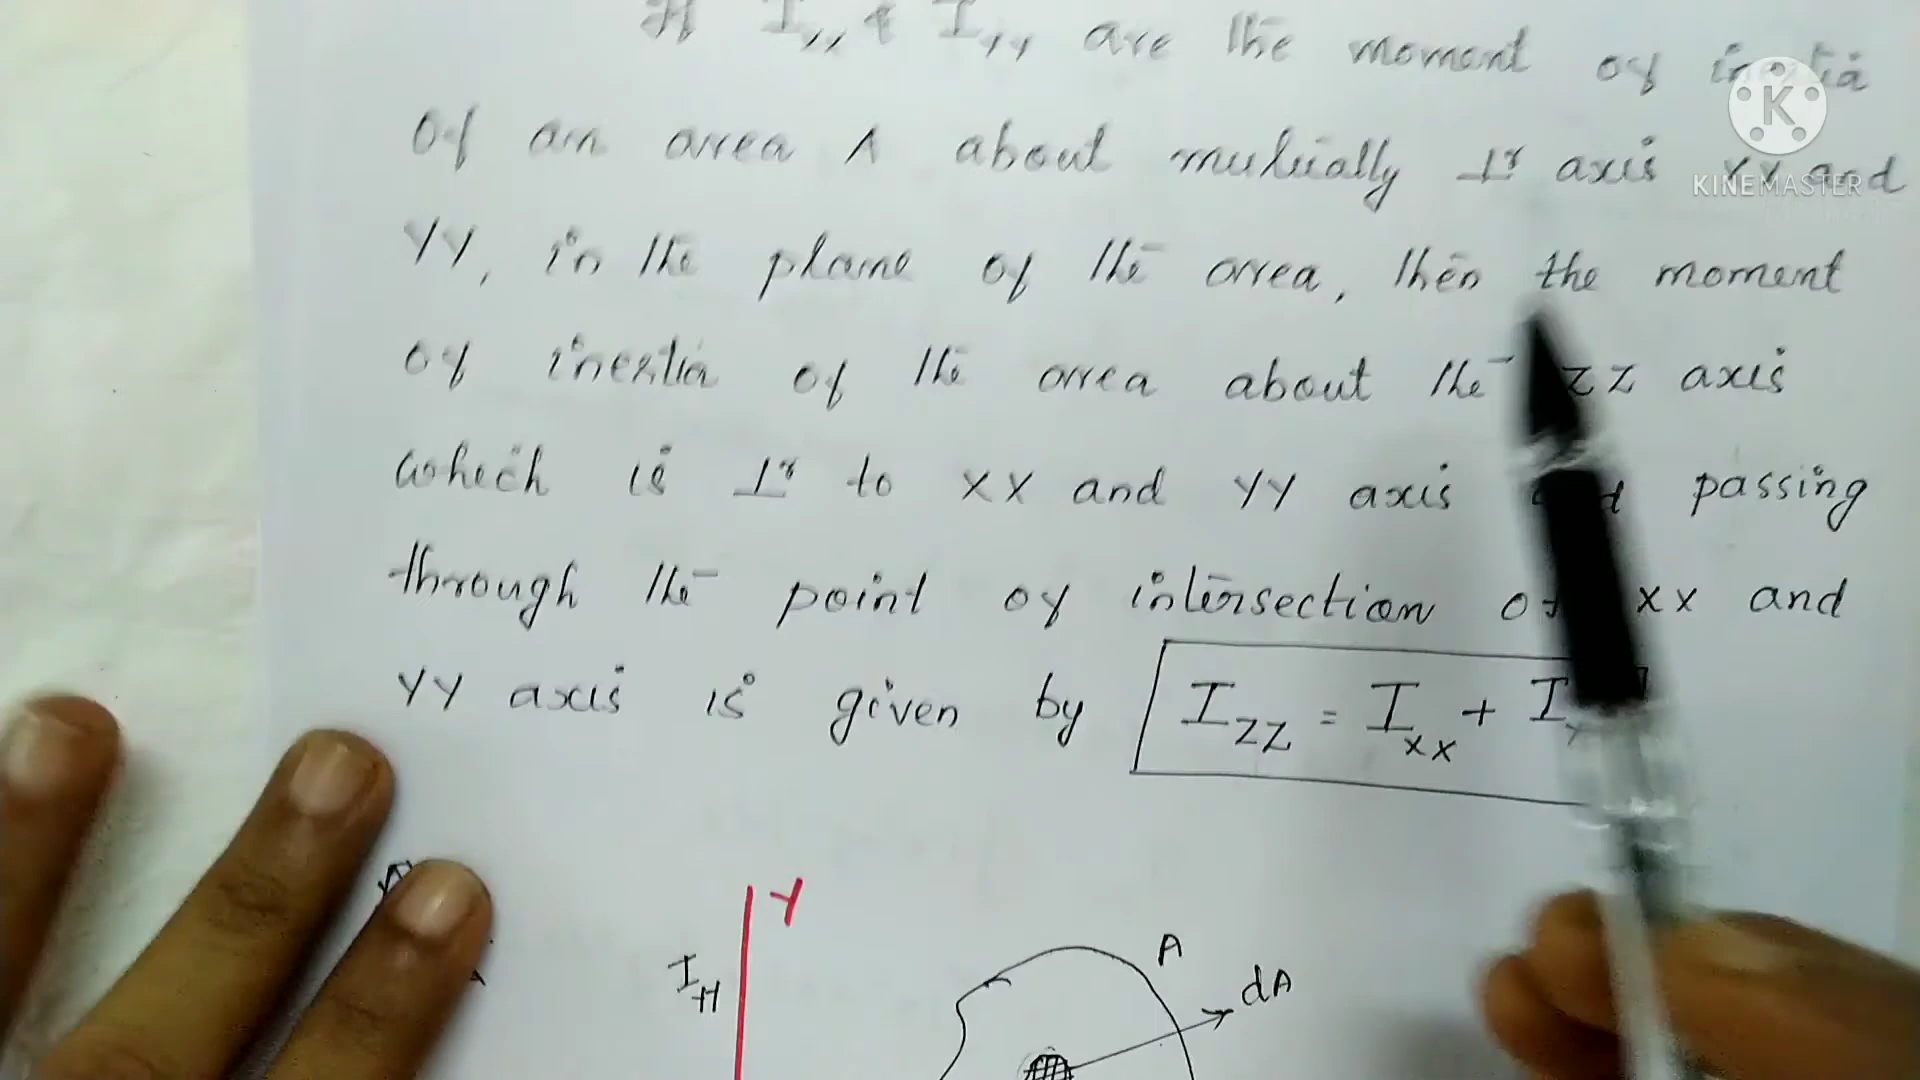 If Ixx & Iyy are the moment of inertia
of an area A about mutually ⊥r axis XX and
YY, in the plane of the area, then the moment
of inertia of the area about the ZZ axis
which is ⊥r to XX and YY axis and passing
through the point of intersection of XX and
YY axis is given by IZZ = Ixx + I
Y
A
IH
dA
K
KINEMASTER